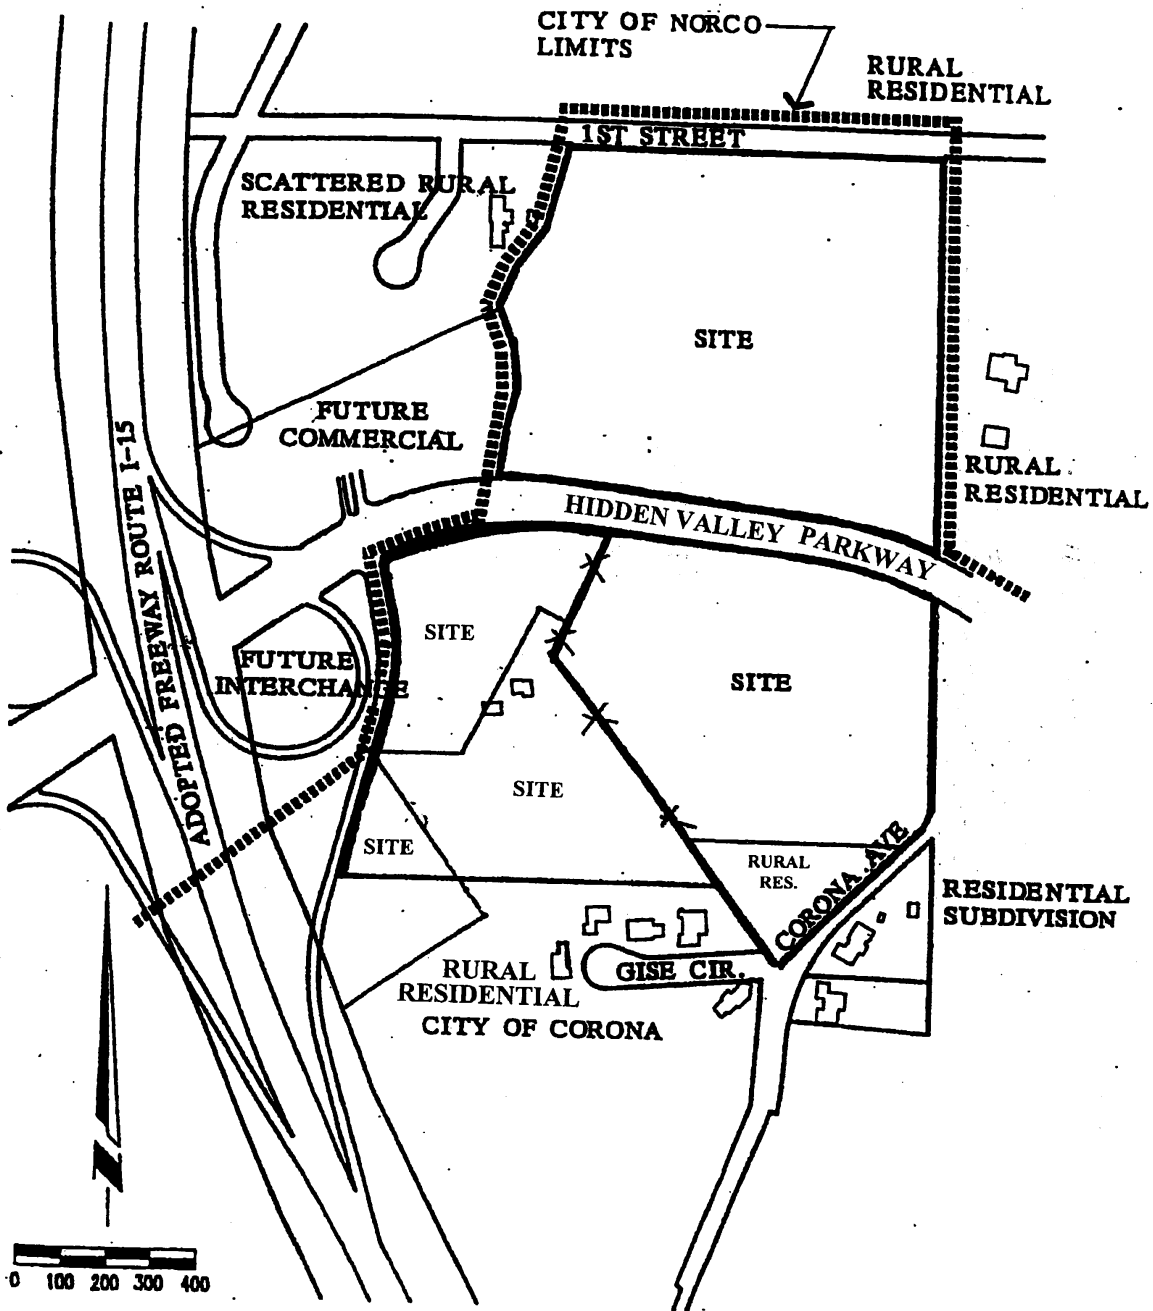 CITY OF NORCO
LIMITS
RURAL
RESIDENTIAL
1ST STREET
SCATTERED RURAL
RESIDENTIAL
SITE
FUTURE
COMMERCIAL
RURAL
RESIDENTIAL
HIDDEN VALLEY PARKWAY
ADOPTED FREEWAY ROUTE I-15
SITE
FUTURE
INTERCHANGE
SITE
SITE
SITE
RURAL
RES.
CORONA AVE
RESIDENTIAL
SUBDIVISION
GISE CIR.
RURAL
RESIDENTIAL
CITY OF CORONA
N
0 100 200 300 400